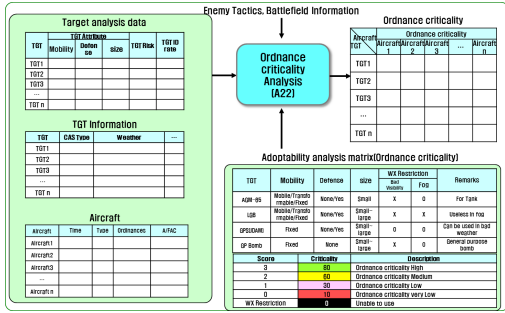 Enemy Tactics, Battlefield Information
Target analysis data
TGT TGT Attribute TGT Risk TGT ID rate
Mobility Defense size
TGT1
TGT2
TGT3
...
TGT n
TGT Information
TGT CAS Type Weather ...
TGT1
TGT2
TGT3
...
TGT n
Aircraft
Aircraft Time Type Ordnances A/FAC
Aircraft1
Aircraft2
Aircraft3
...
Aircraft n
Ordnance criticality Analysis (A22)
Ordnance criticality
Aircraft TGT Ordnance criticality
Aircraft 1 Aircraft 2 Aircraft 3 ... Aircraft n
TGT1
TGT2
TGT3
...
TGT n
Adoptability analysis matrix(Ordnance criticality)
TGT Mobility Defense size WX Restriction Remarks
Bad Visibility Fog
AGM-65 Mobile/Transformable/Fixed None/Yes Small X O For Tank
LGB Mobile/Transformable/Fixed None/Yes Small-large X X Useless in fog
GPS(JDAM) Fixed None/Yes Small-large O O Can be used in bad weather
GP Bomb Fixed None Small-large X O General purpose bomb
Score Criticality Description
3 80 Ordnance criticality High
2 60 Ordnance criticality Medium
1 30 Ordnance criticality Low
0 10 Ordnance criticality very Low
WX Restriction 0 Unable to use